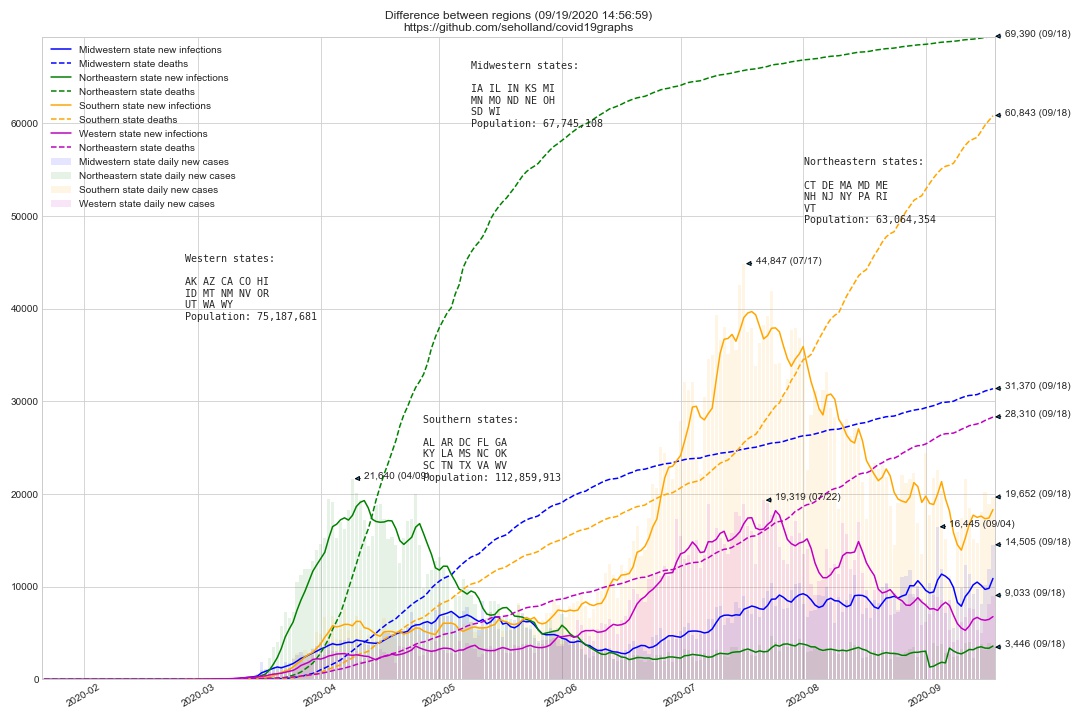 Difference between regions (09/19/2020 14:56:59)
https://github.com/seholland/covid19graphs
Midwestern state new infections
Midwestern state deaths
Northeastern state new infections
Northeastern state deaths
Southern state new infections
Southern state deaths
Western state new infections
Northeastern state deaths
Midwestern state daily new cases
Northeastern state daily new cases
Southern state daily new cases
Western state daily new cases
Midwestern states:
IA IL IN KS MI
MN MO ND NE OH
SD WI
Population: 67,745,108
Northeastern states:
CT DE MA MD ME
NH NJ NY PA RI
VT
Population: 63,064,354
Western states:
AK AZ CA CO HI
ID MT NM NV OR
UT WA WY
Population: 75,187,681
Southern states:
AL AR DC FL GA
KY LA MS NC OK
SC TN TX VA WV
Population: 112,859,913
21,640 (04/09)
44,847 (07/17)
19,319 (07/22)
16,445 (09/04)
69,390 (09/18)
60,843 (09/18)
31,370 (09/18)
28,310 (09/18)
19,652 (09/18)
14,505 (09/18)
9,033 (09/18)
3,446 (09/18)
60000
50000
40000
30000
20000
10000
0
2020-02
2020-03
2020-04
2020-05
2020-06
2020-07
2020-08
2020-09